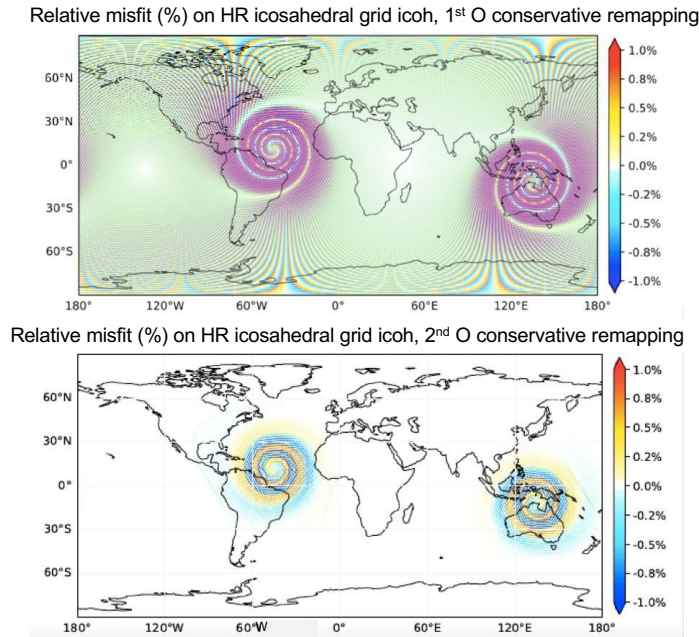 Relative misfit (%) on HR icosahedral grid icoh, 1st O conservative remapping
1.0%
60°N
0.8%
0.5%
30°N
0.2%
0°
0.0%
-0.2%
30°S
-0.5%
60°S
-0.8%
-1.0%
180° 120°W 60°W 0° 60°E 120°E 180°
Relative misfit (%) on HR icosahedral grid icoh, 2nd O conservative remapping
1.0%
60°N
0.8%
0.5%
30°N
0.2%
0°
0.0%
-0.2%
30°S
-0.5%
60°S
-0.8%
-1.0%
180° 120°W 60°W 0° 60°E 120°E 180°